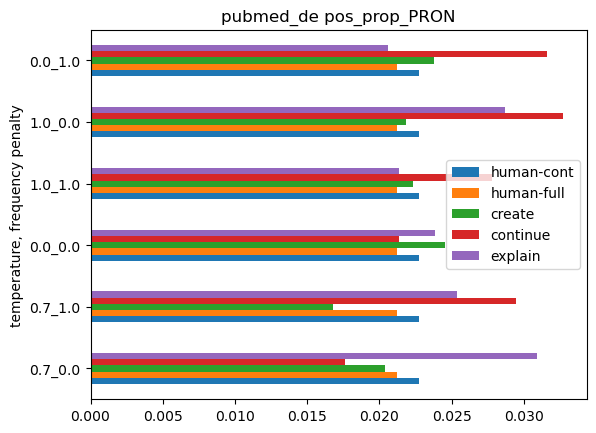 pubmed_de pos_prop_PRON
temperature, frequency penalty
0.0_1.0
1.0_0.0
1.0_1.0
0.0_0.0
0.7_1.0
0.7_0.0
human-cont
human-full
create
continue
explain
0.000 0.005 0.010 0.015 0.020 0.025 0.030